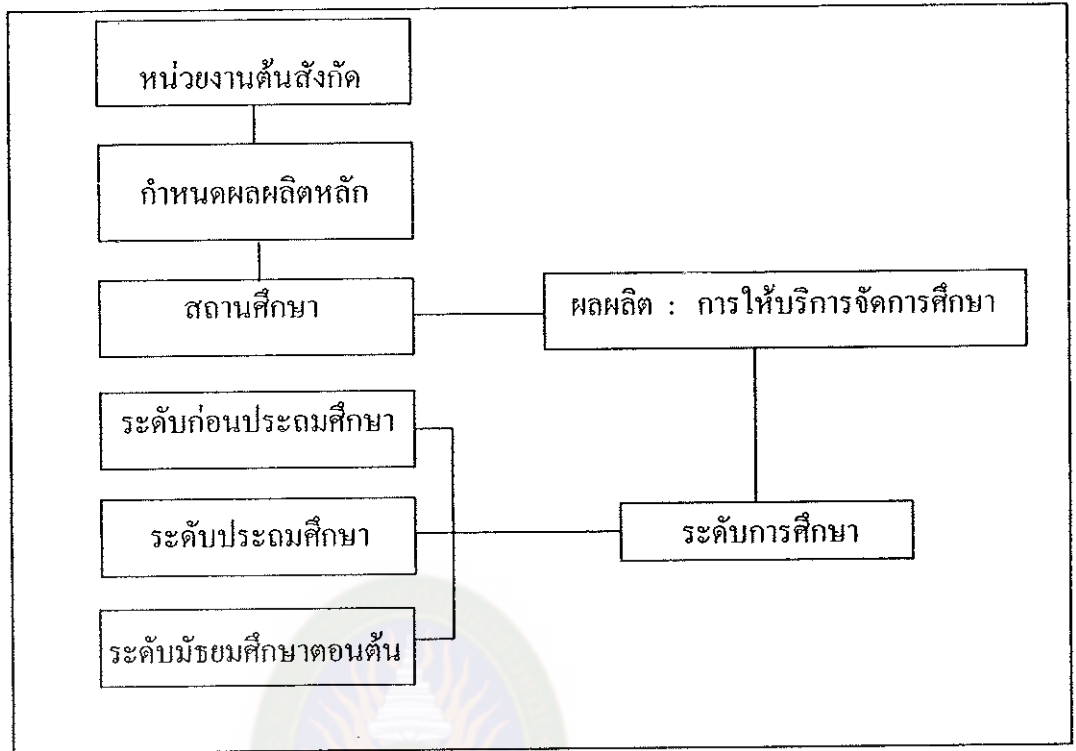 หน่วยงานต้นสังกัด
กำหนดผลผลิตหลัก
สถานศึกษา
ผลผลิต : การให้บริการจัดการศึกษา
ระดับก่อนประถมศึกษา
ระดับประถมศึกษา
ระดับการศึกษา
ระดับมัธยมศึกษาตอนต้น